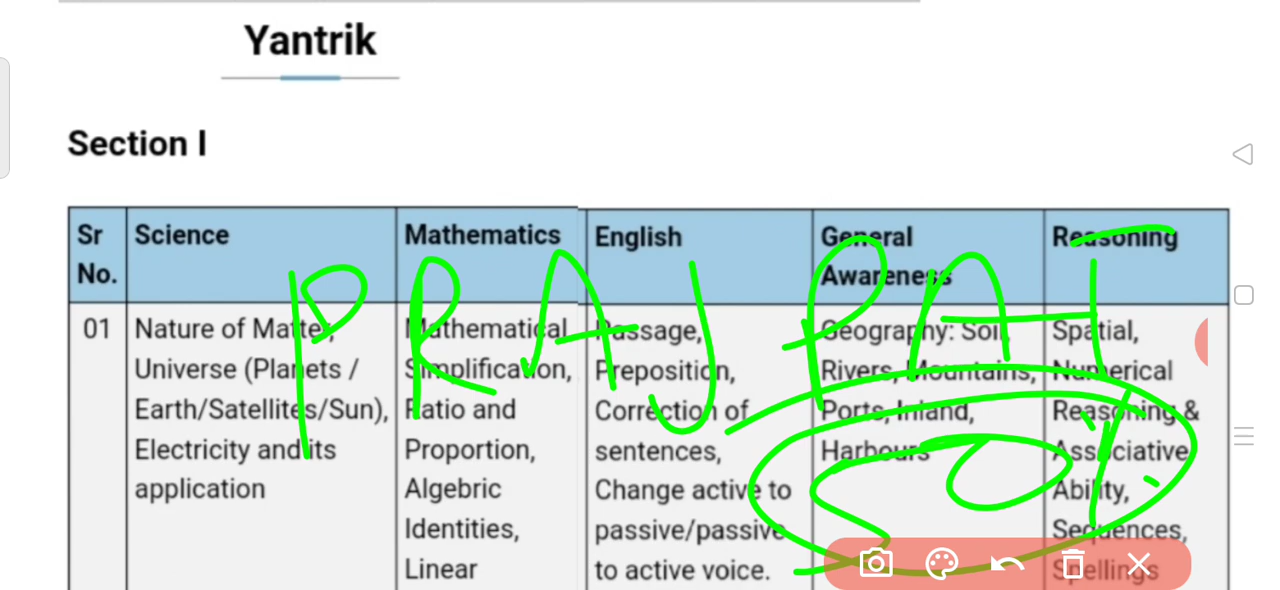 Yantrik
Section I
Sr No. Science Mathematics English General Awareness Reasoning
01
Nature of Matter,
Universe (Planets /
Earth/Satellites/Sun),
Electricity and its
application
Mathematical
Simplification,
Ratio and
Proportion,
Algebric
Identities,
Linear
Passage,
Preposition,
Correction of
sentences,
Change active to
passive/passive
to active voice.
Geography: Soil,
Rivers, Mountains,
Ports, Inland,
Harbours
Spatial,
Numerical
Reasoning &
Associative
Ability,
Sequences,
Spellings
PRAJ PAT